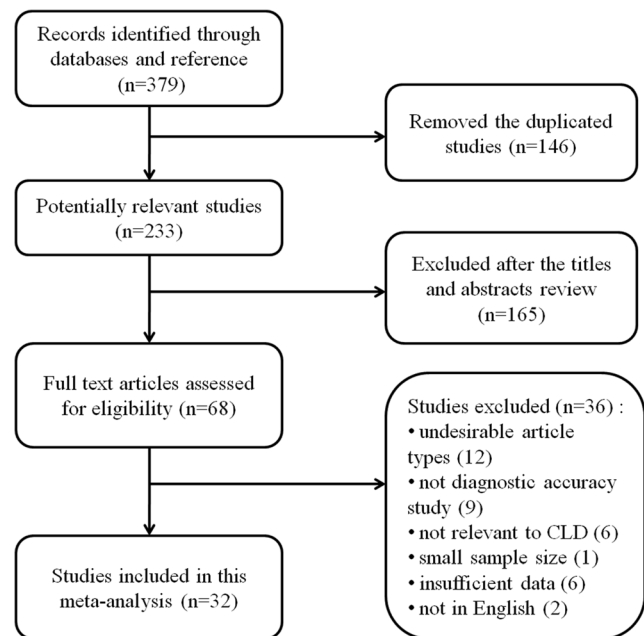 Records identified through
databases and reference
(n=379)
Removed the duplicated
studies (n=146)
Potentially relevant studies
(n=233)
Excluded after the titles
and abstracts review
(n=165)
Full text articles assessed
for eligibility (n=68)
Studies excluded (n=36) :
• undesirable article
types (12)
• not diagnostic accuracy
study (9)
• not relevant to CLD (6)
• small sample size (1)
• insufficient data (6)
• not in English (2)
Studies included in this
meta-analysis (n=32)